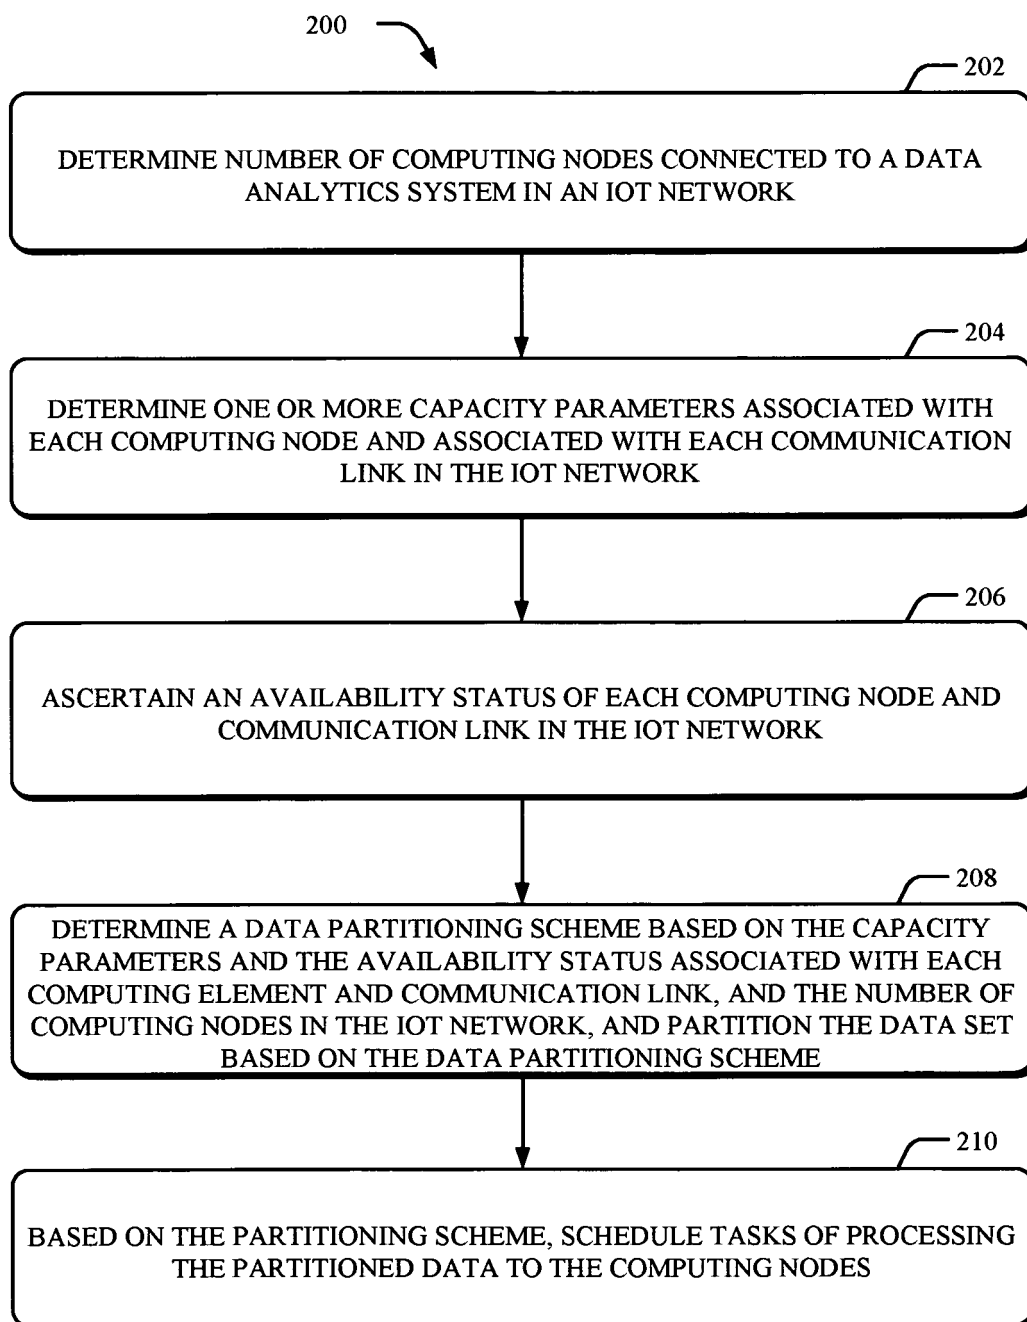 200
202
DETERMINE NUMBER OF COMPUTING NODES CONNECTED TO A DATA
ANALYTICS SYSTEM IN AN IOT NETWORK
204
DETERMINE ONE OR MORE CAPACITY PARAMETERS ASSOCIATED WITH
EACH COMPUTING NODE AND ASSOCIATED WITH EACH COMMUNICATION
LINK IN THE IOT NETWORK
206
ASCERTAIN AN AVAILABILITY STATUS OF EACH COMPUTING NODE AND
COMMUNICATION LINK IN THE IOT NETWORK
208
DETERMINE A DATA PARTITIONING SCHEME BASED ON THE CAPACITY
PARAMETERS AND THE AVAILABILITY STATUS ASSOCIATED WITH EACH
COMPUTING ELEMENT AND COMMUNICATION LINK, AND THE NUMBER OF
COMPUTING NODES IN THE IOT NETWORK, AND PARTITION THE DATA SET
BASED ON THE DATA PARTITIONING SCHEME
210
BASED ON THE PARTITIONING SCHEME, SCHEDULE TASKS OF PROCESSING
THE PARTITIONED DATA TO THE COMPUTING NODES